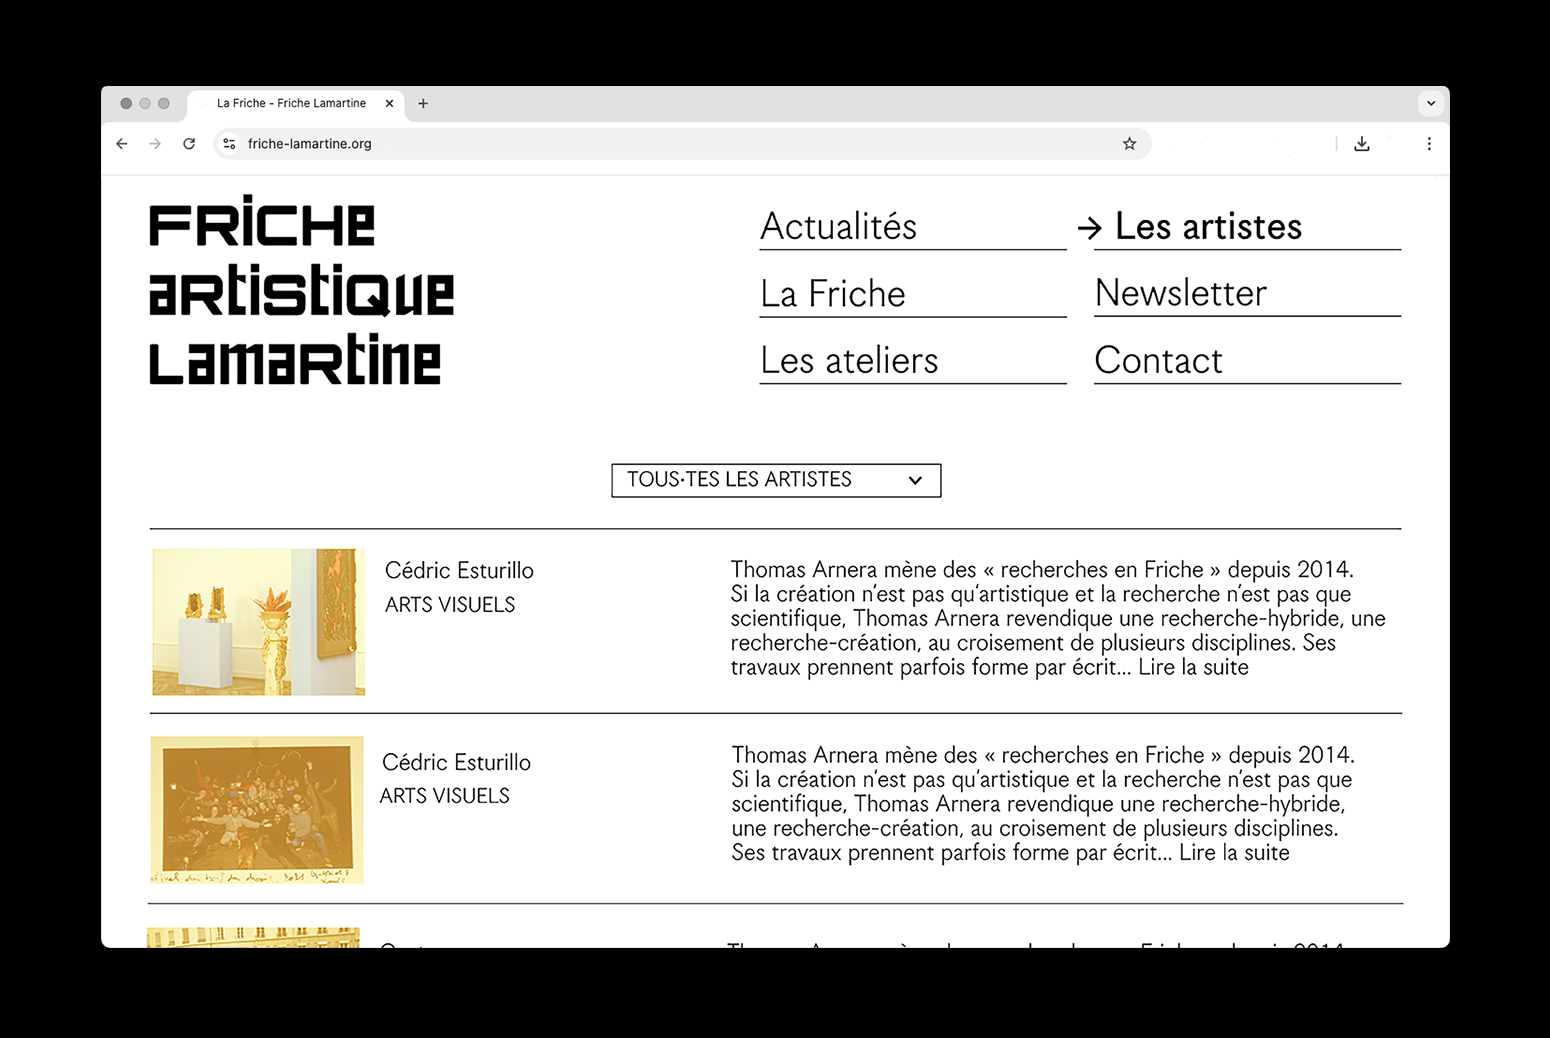 La Friche - Friche Lamartine
friche-lamartine.org
FRiCHe
aRtistiQue
LamaRtine
Actualités
→ Les artistes
La Friche
Newsletter
Les ateliers
Contact
TOUS·TES LES ARTISTES
Cédric Esturillo
ARTS VISUELS
Thomas Arnera mène des « recherches en Friche » depuis 2014.
Si la création n’est pas qu’artistique et la recherche n’est pas que
scientifique, Thomas Arnera revendique une recherche-hybride, une
recherche-création, au croisement de plusieurs disciplines. Ses
travaux prennent parfois forme par écrit... Lire la suite
Cédric Esturillo
ARTS VISUELS
Thomas Arnera mène des « recherches en Friche » depuis 2014.
Si la création n’est pas qu’artistique et la recherche n’est pas que
scientifique, Thomas Arnera revendique une recherche-hybride,
une recherche-création, au croisement de plusieurs disciplines.
Ses travaux prennent parfois forme par écrit... Lire la suite
2021